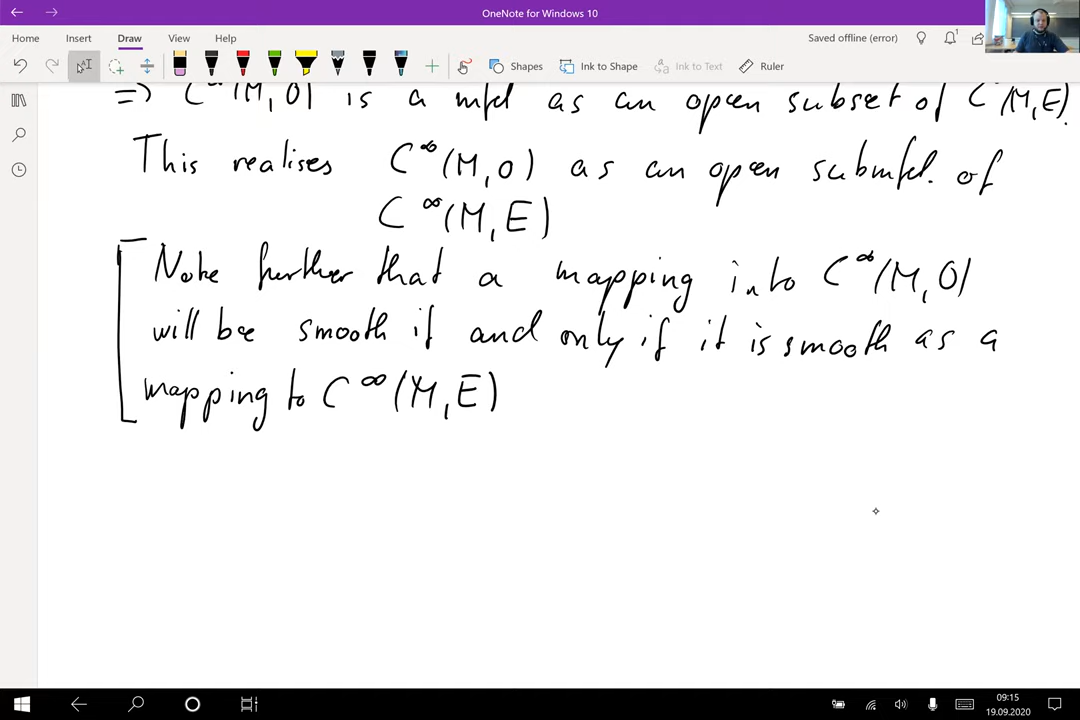 OneNote for Windows 10
Home Insert Draw View Help
Saved offline (error)
Shapes Ink to Shape Ink to Text Ruler
=> C^∞(M, O) is a mfd as an open subset of C^∞(M, E).
This realises C^∞(M, O) as an open submfd. of
C^∞(M, E)
Note further that a mapping into C^∞(M, O)
will be smooth if and only if it is smooth as a
mapping to C^∞(M, E)
09:15
19.09.2020